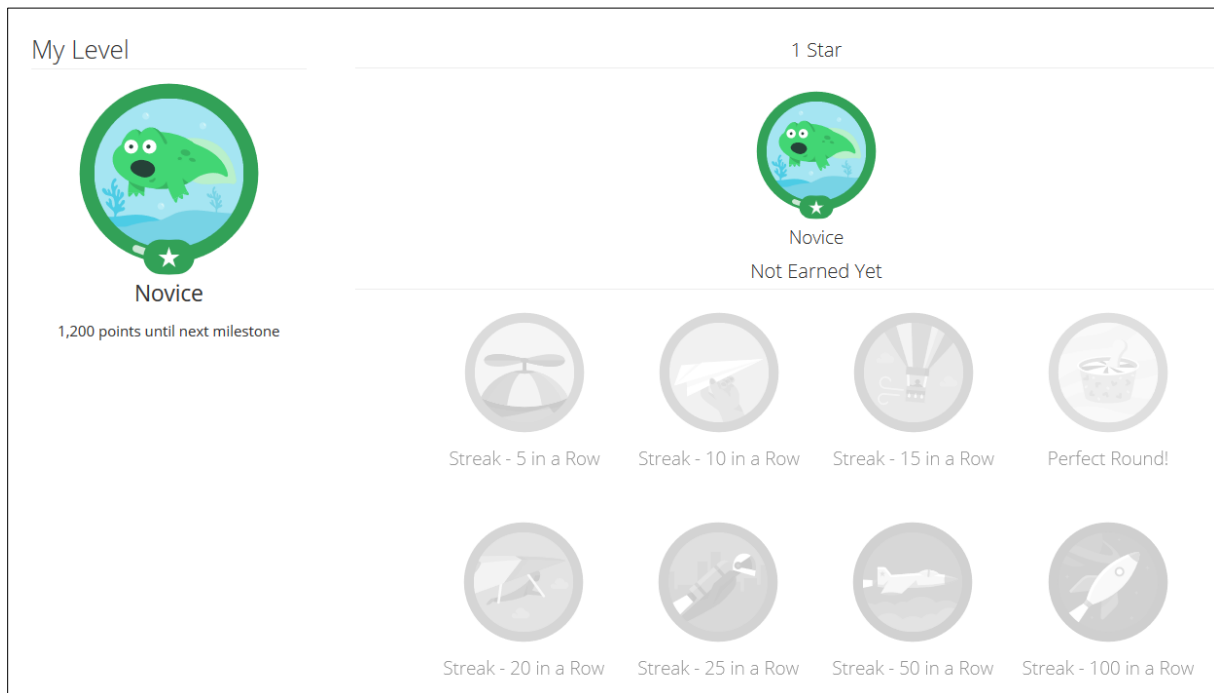 My Level
Novice
1,200 points until next milestone
1 Star
Novice
Not Earned Yet
Streak - 5 in a Row
Streak - 10 in a Row
Streak - 15 in a Row
Perfect Round!
Streak - 20 in a Row
Streak - 25 in a Row
Streak - 50 in a Row
Streak - 100 in a Row